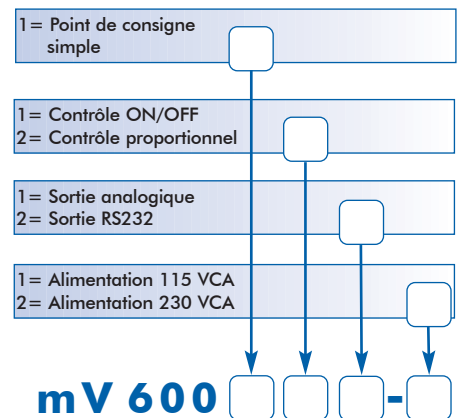 1= Point de consigne
simple
1= Contrôle ON/OFF
2= Contrôle proportionnel
1= Sortie analogique
2= Sortie RS232
1= Alimentation 115 VCA
2= Alimentation 230 VCA
mV 600 -